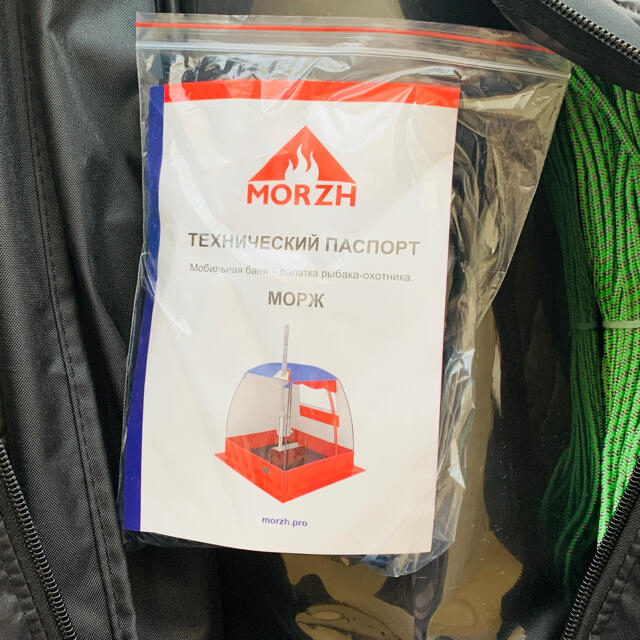 MORZH
ТЕХНИЧЕСКИЙ ПАСПОРТ
Мобильная баня – палатка рыбака-охотника.
МОРЖ
morzh.pro